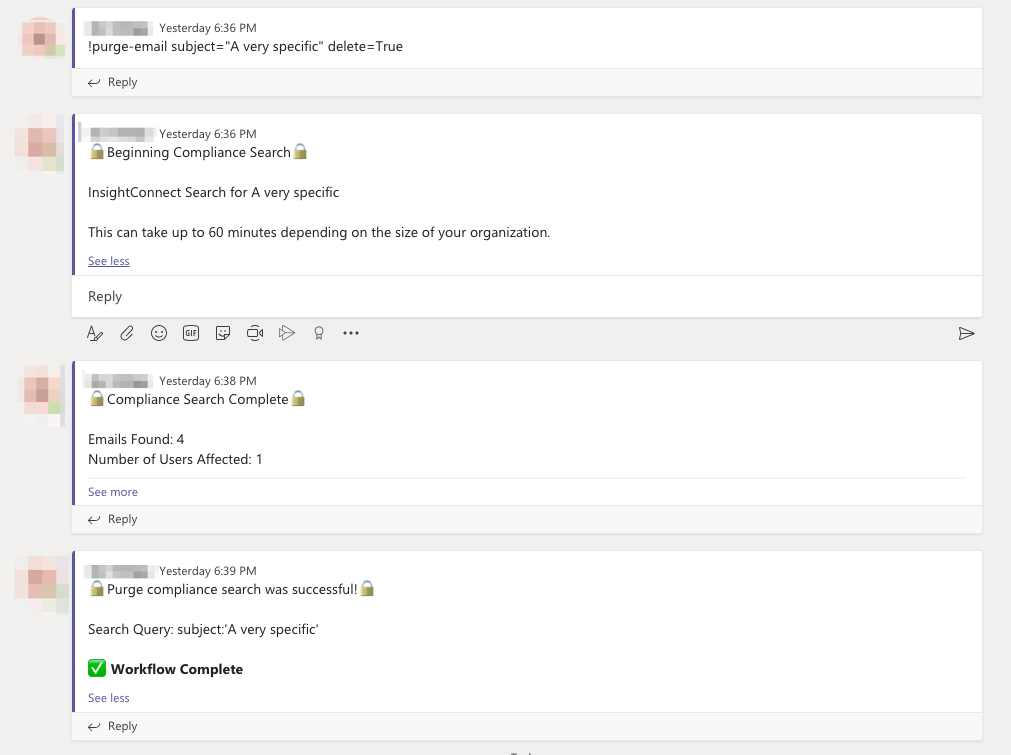 Yesterday 6:36 PM
!purge-email subject="A very specific" delete=True
Reply
Yesterday 6:36 PM
🔒Beginning Compliance Search🔒
InsightConnect Search for A very specific
This can take up to 60 minutes depending on the size of your organization.
See less
Reply
GIF
Yesterday 6:38 PM
🔒Compliance Search Complete🔒
Emails Found: 4
Number of Users Affected: 1
See more
Reply
Yesterday 6:39 PM
🔒Purge compliance search was successful!🔒
Search Query: subject:'A very specific'
✅ Workflow Complete
See less
Reply